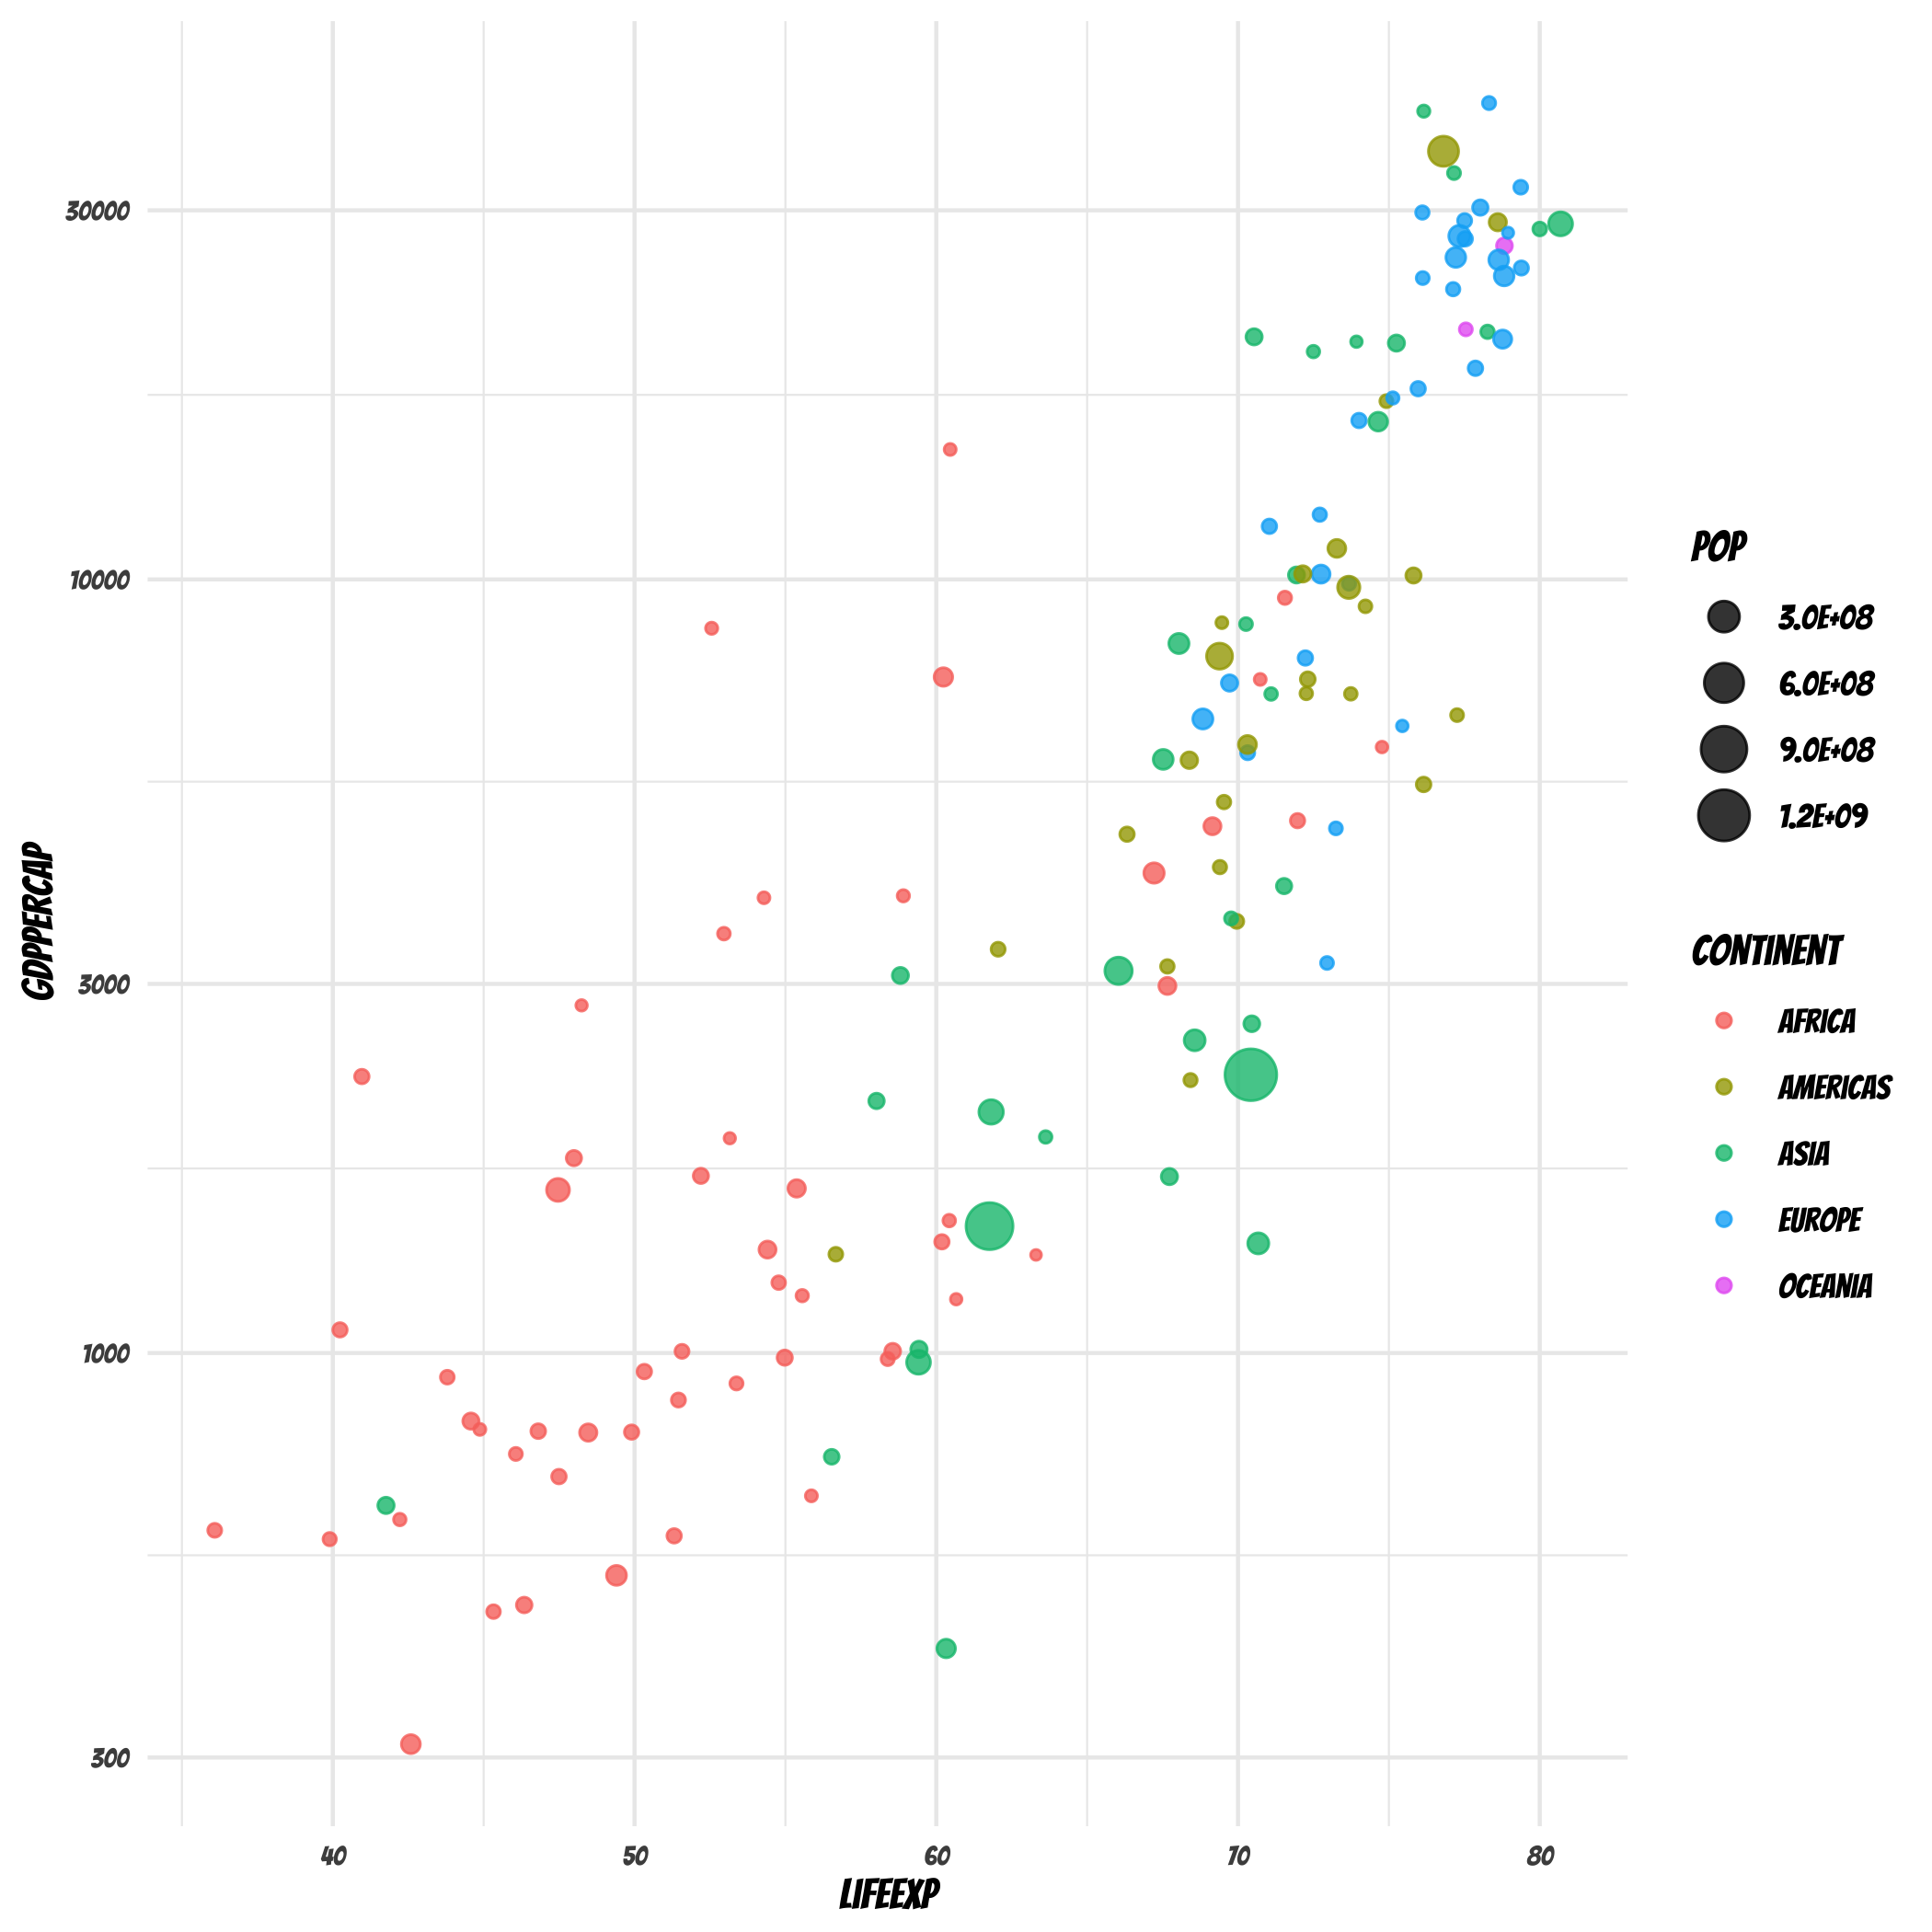 30000
10000
3000
1000
300
GDPPERCAP
40 50 60 70 80
LIFEEXP
POP
3.0E+08
6.0E+08
9.0E+08
1.2E+09
CONTINENT
AFRICA
AMERICAS
ASIA
EUROPE
OCEANIA